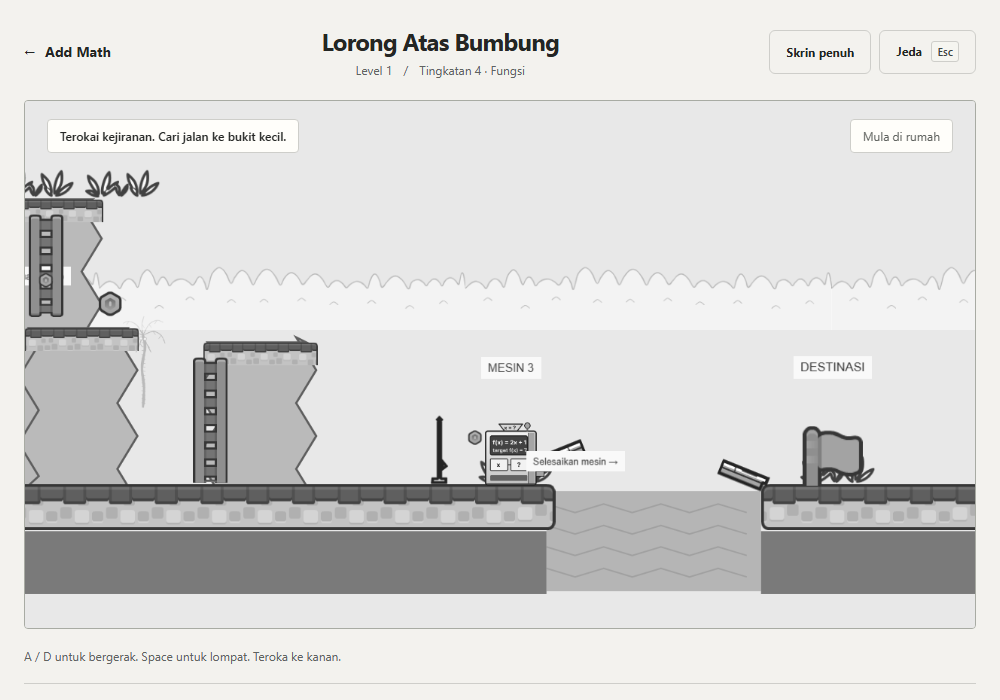 ← Add Math
Lorong Atas Bumbung
Level 1 / Tingkatan 4 · Fungsi
Skrin penuh
Jeda Esc
Terokai kejiranan. Cari jalan ke bukit kecil.
Mula di rumah
MESIN 3
DESTINASI
f(x) = 2x + 1
target f(x) =
x ?
Selesaikan mesin →
A / D untuk bergerak. Space untuk lompat. Teroka ke kanan.